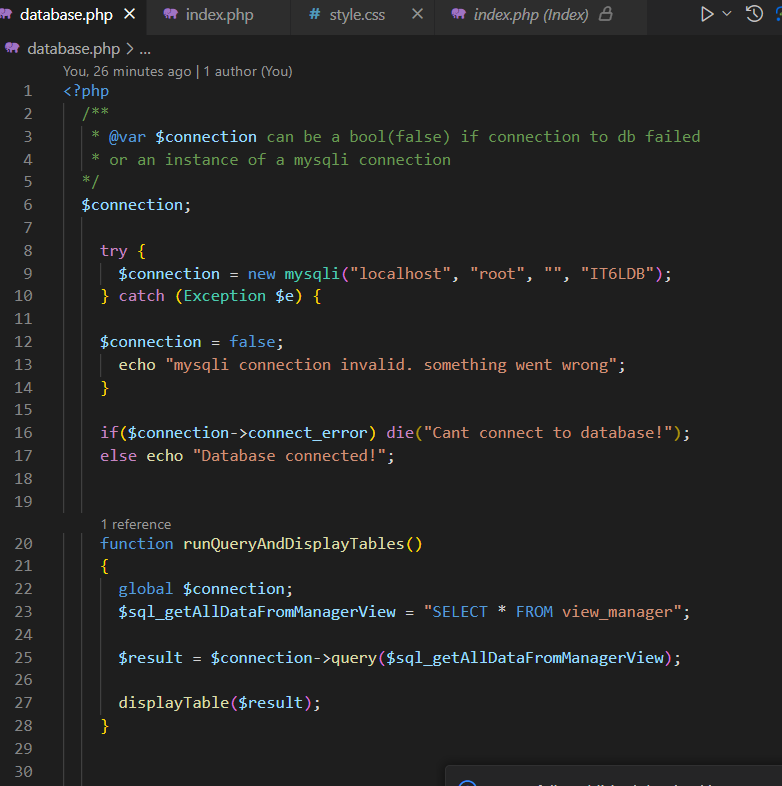 database.php
index.php
# style.css
index.php (Index)
database.php > ...
You, 26 minutes ago | 1 author (You)
1 <?php
2 /**
3 * @var $connection can be a bool(false) if connection to db failed
4 * or an instance of a mysqli connection
5 */
6 $connection;
7
8 try {
9 $connection = new mysqli("localhost", "root", "", "IT6LDB");
10 } catch (Exception $e) {
11
12 $connection = false;
13 echo "mysqli connection invalid. something went wrong";
14 }
15
16 if($connection->connect_error) die("Cant connect to database!");
17 else echo "Database connected!";
18
19
1 reference
20 function runQueryAndDisplayTables()
21 {
22 global $connection;
23 $sql_getAllDataFromManagerView = "SELECT * FROM view_manager";
24
25 $result = $connection->query($sql_getAllDataFromManagerView);
26
27 displayTable($result);
28 }
29
30